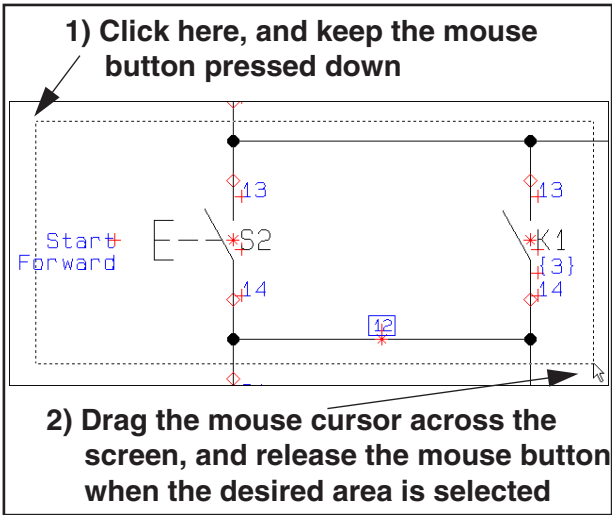 1) Click here, and keep the mouse
button pressed down
13
13
Start
Forward
S2
K1
{3}
14
14
12
2) Drag the mouse cursor across the
screen, and release the mouse button
when the desired area is selected